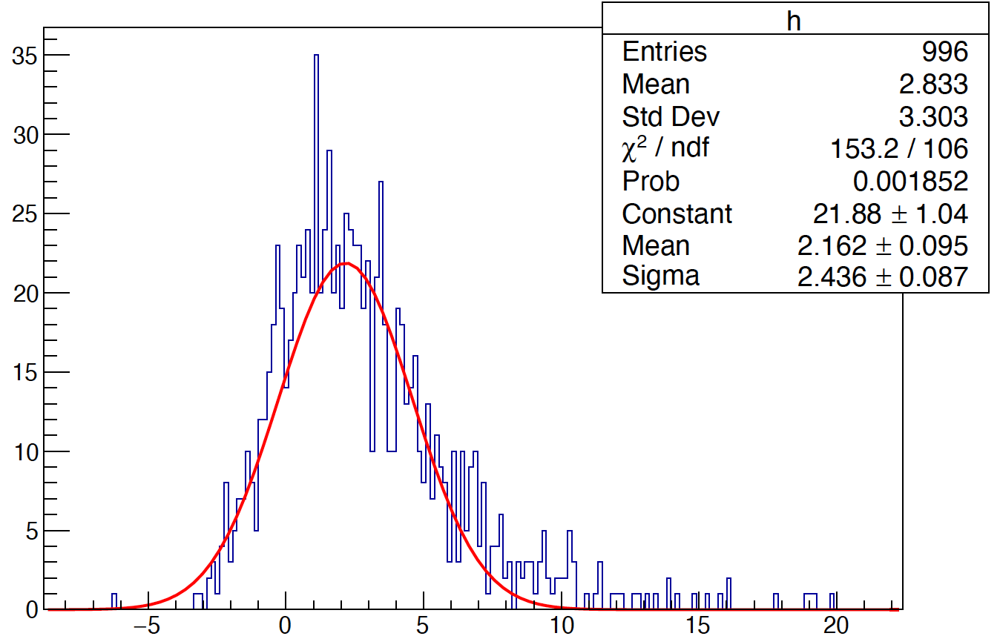 h
Entries 996
Mean 2.833
Std Dev 3.303
χ² / ndf 153.2 / 106
Prob 0.001852
Constant 21.88 ± 1.04
Mean 2.162 ± 0.095
Sigma 2.436 ± 0.087
35
30
25
20
15
10
5
0
−5 0 5 10 15 20